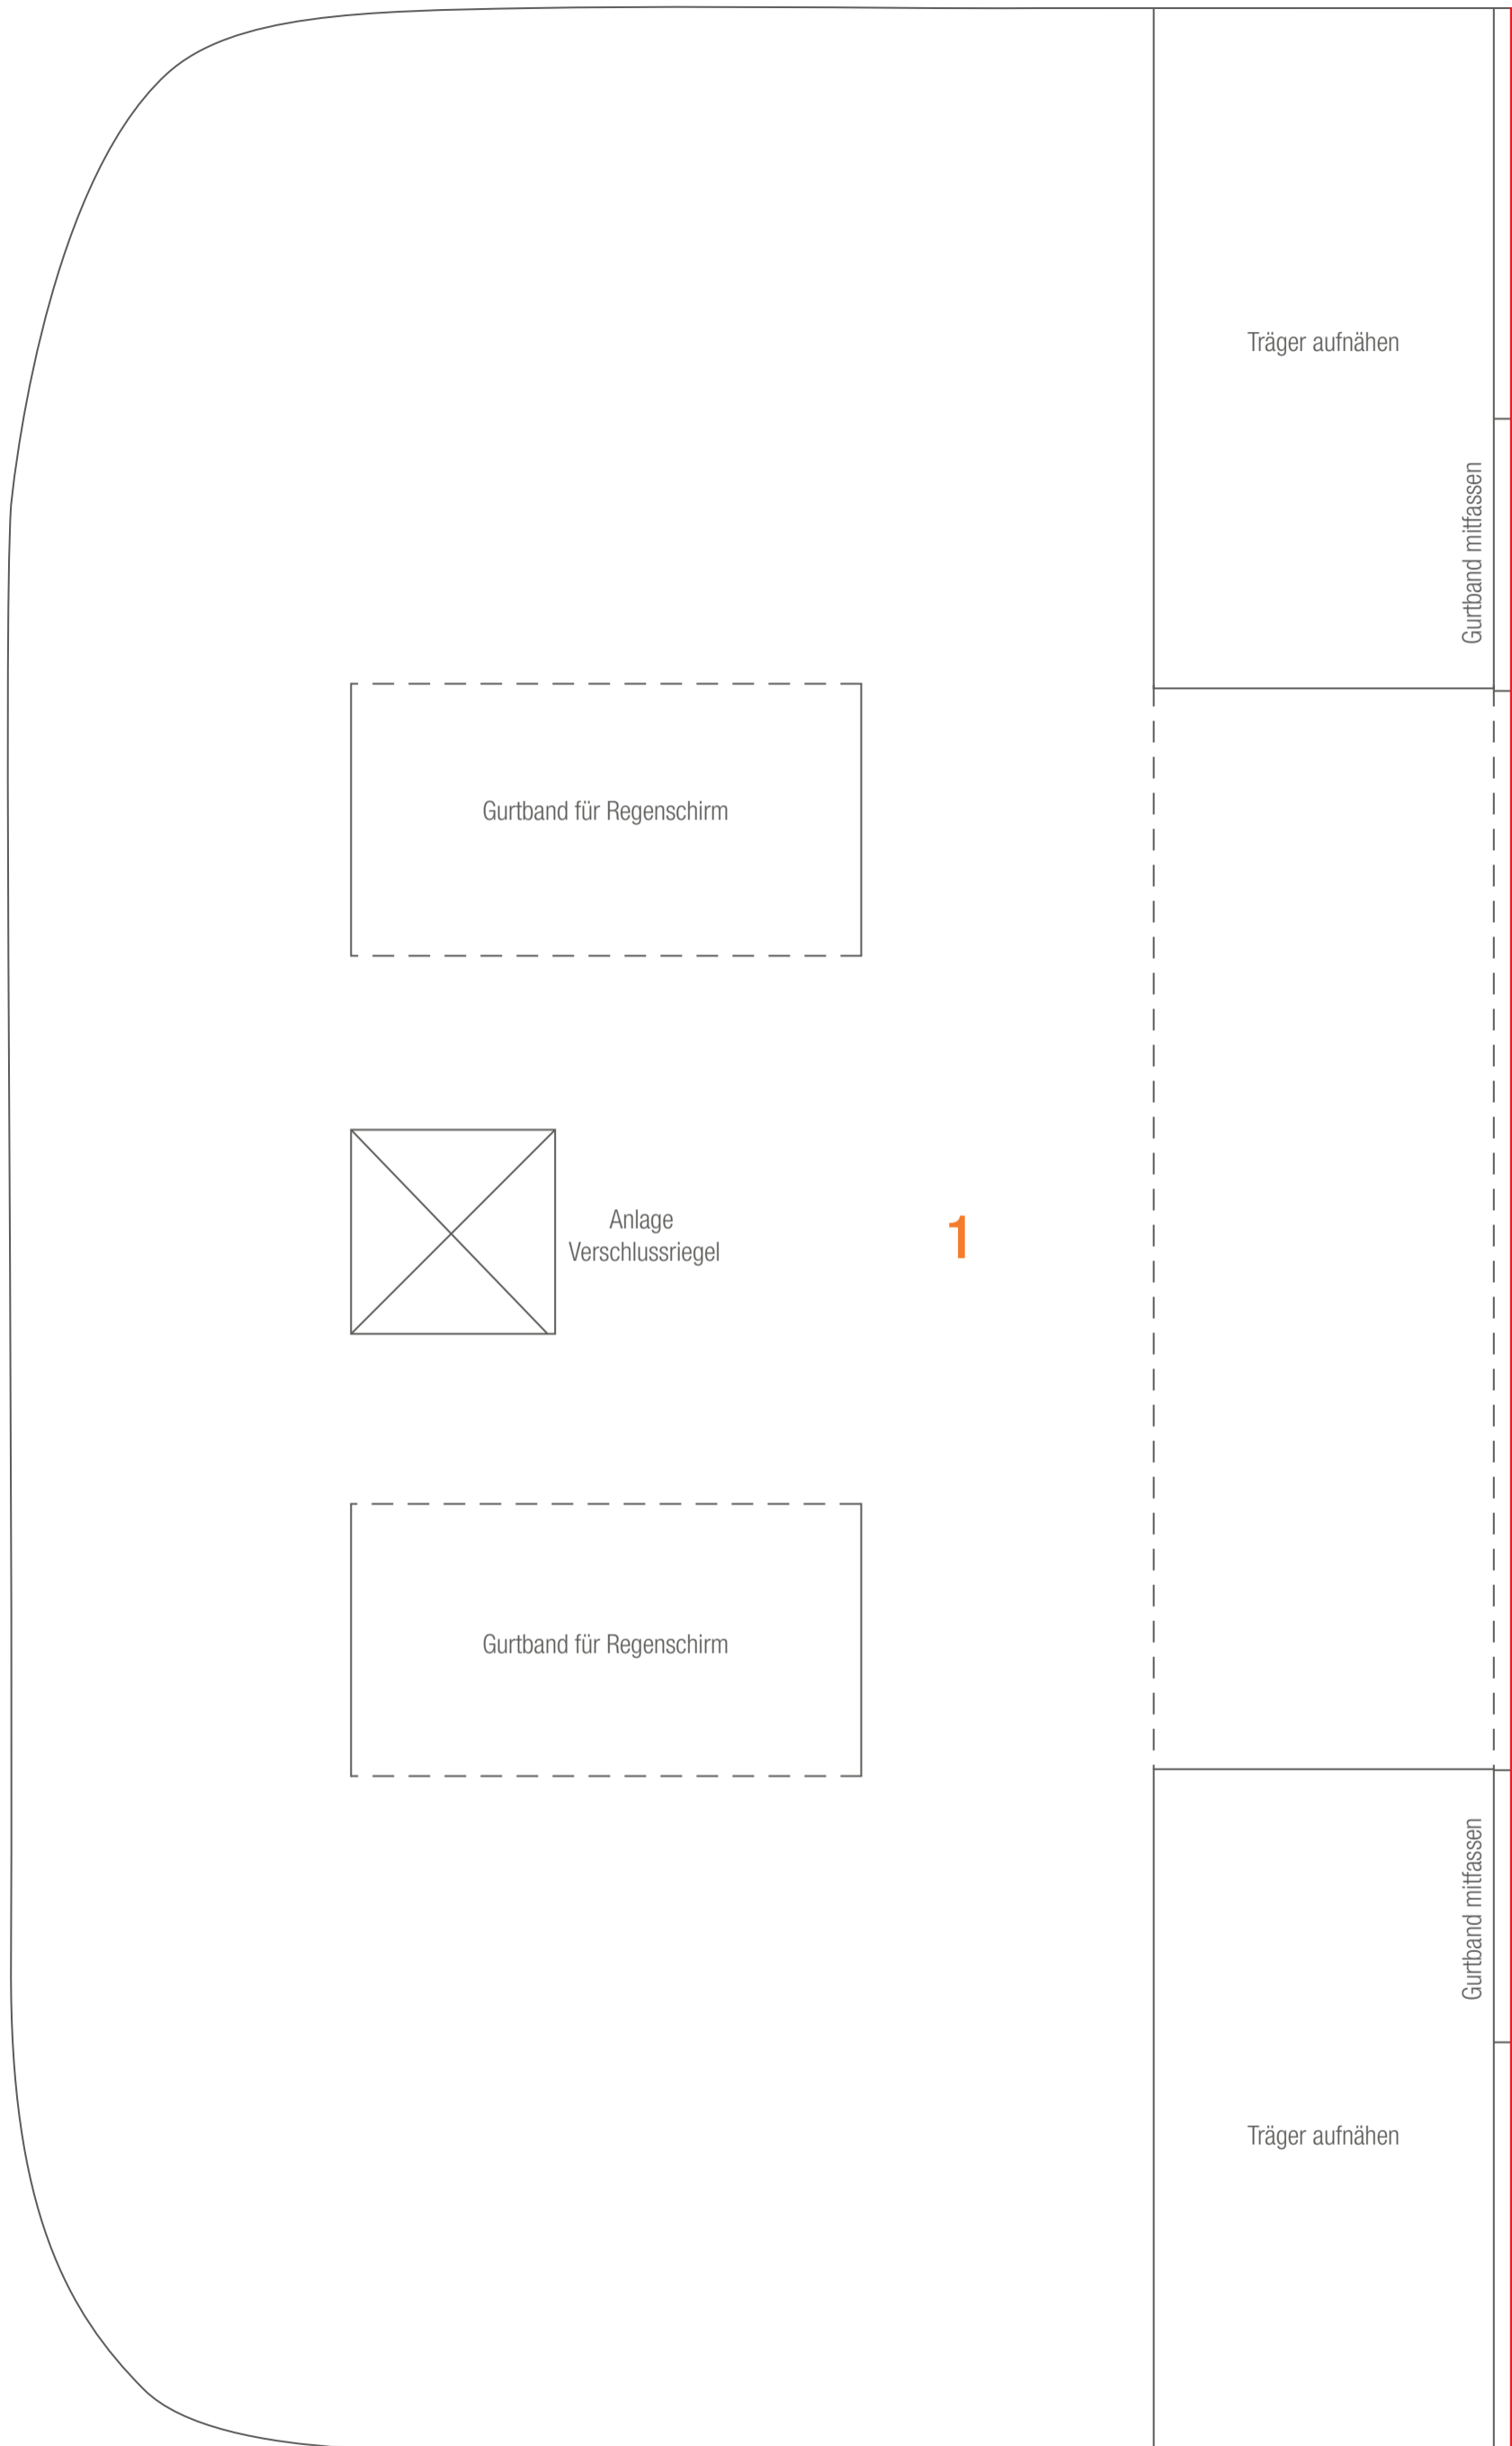 Träger aufnähen
Gurtband mitfassen
Gurtband für Regenschirm
Anlage
Verschlussriegel
1
Gurtband für Regenschirm
Gurtband mitfassen
Träger aufnähen